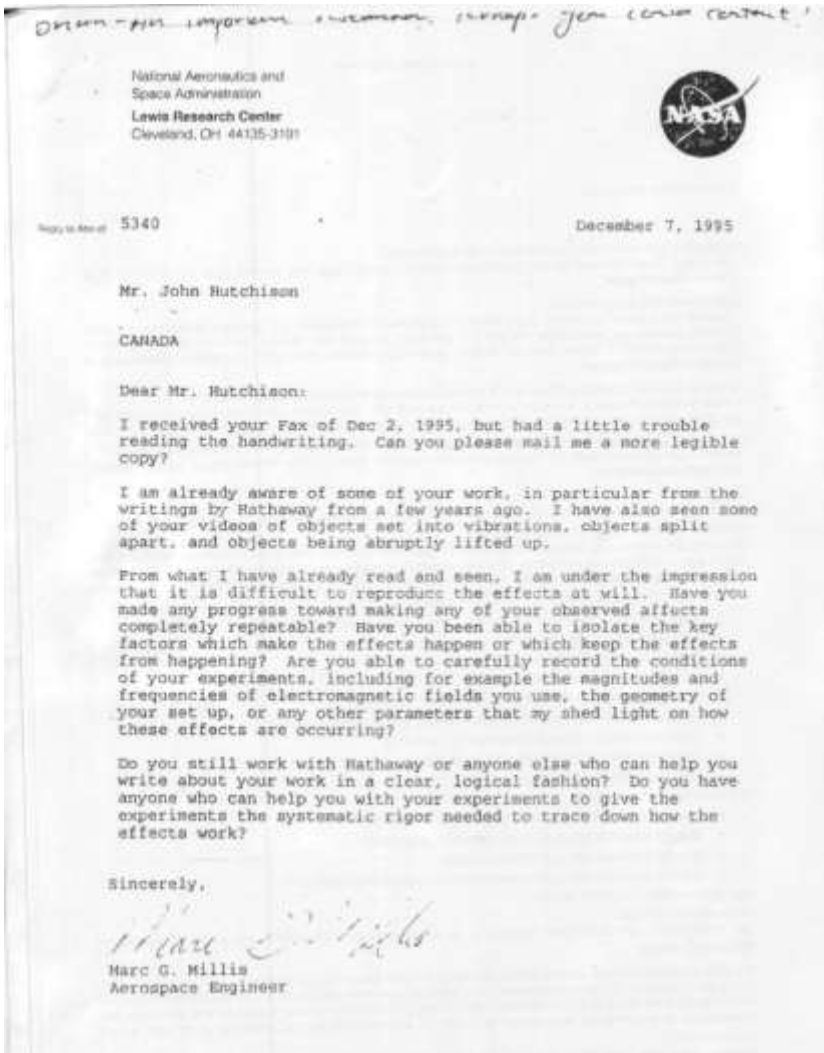 important
content!
National Aeronautics and
Space Administration
Lewis Research Center
Cleveland, OH 44135-3191
NASA
Reply to Attn of: 5340
December 7, 1995
Mr. John Hutchison
CANADA
Dear Mr. Hutchison:
I received your Fax of Dec 2, 1995, but had a little trouble
reading the handwriting. Can you please mail me a more legible
copy?
I am already aware of some of your work, in particular from the
writings by Hathaway from a few years ago. I have also seen some
of your videos of objects set into vibrations, objects split
apart, and objects being abruptly lifted up.
From what I have already read and seen, I am under the impression
that it is difficult to reproduce the effects at will. Have you
made any progress toward making any of your observed affects
completely repeatable? Have you been able to isolate the key
factors which make the effects happen or which keep the effects
from happening? Are you able to carefully record the conditions
of your experiments, including for example the magnitudes and
frequencies of electromagnetic fields you use, the geometry of
your set up, or any other parameters that my shed light on how
these effects are occurring?
Do you still work with Hathaway or anyone else who can help you
write about your work in a clear, logical fashion? Do you have
anyone who can help you with your experiments to give the
experiments the systematic rigor needed to trace down how the
effects work?
Sincerely,
Marc G. Millis
Marc G. Millis
Aerospace Engineer